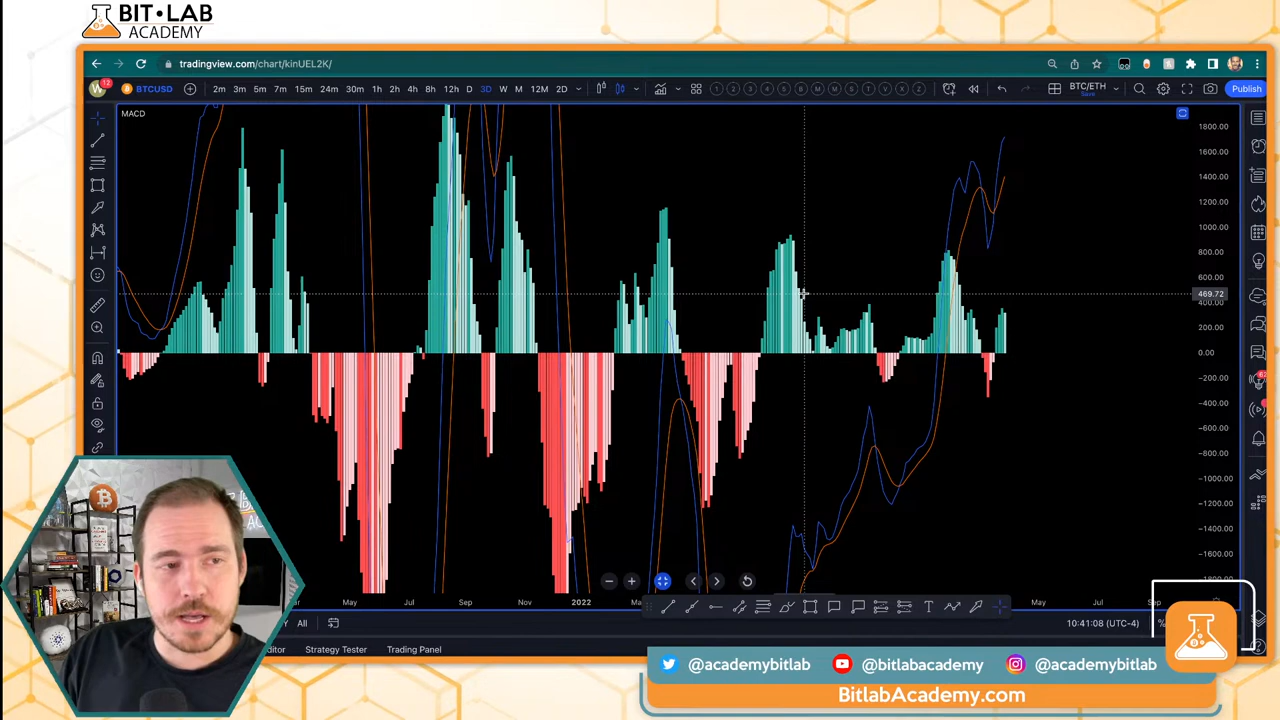 BIT•LAB
ACADEMY
tradingview.com/chart/kinUEL2K/
W 12 BTCUSD 2m 3m 5m 7m 15m 24m 30m 1h 2h 4h 8h 12h D 3D W M 12M 2D BTC/ETH Save Publish
MACD
1800.00
1600.00
1400.00
1200.00
1000.00
800.00
600.00
469.72
400.00
200.00
0.00
−200.00
−400.00
−600.00
−800.00
−1000.00
−1200.00
−1400.00
−1600.00
May Jul Sep Nov 2022 May Jul
10:41:08 (UTC-4) %
All
Strategy Tester Trading Panel
@academybitlab @bitlabacademy @academybitlab
BitlabAcademy.com